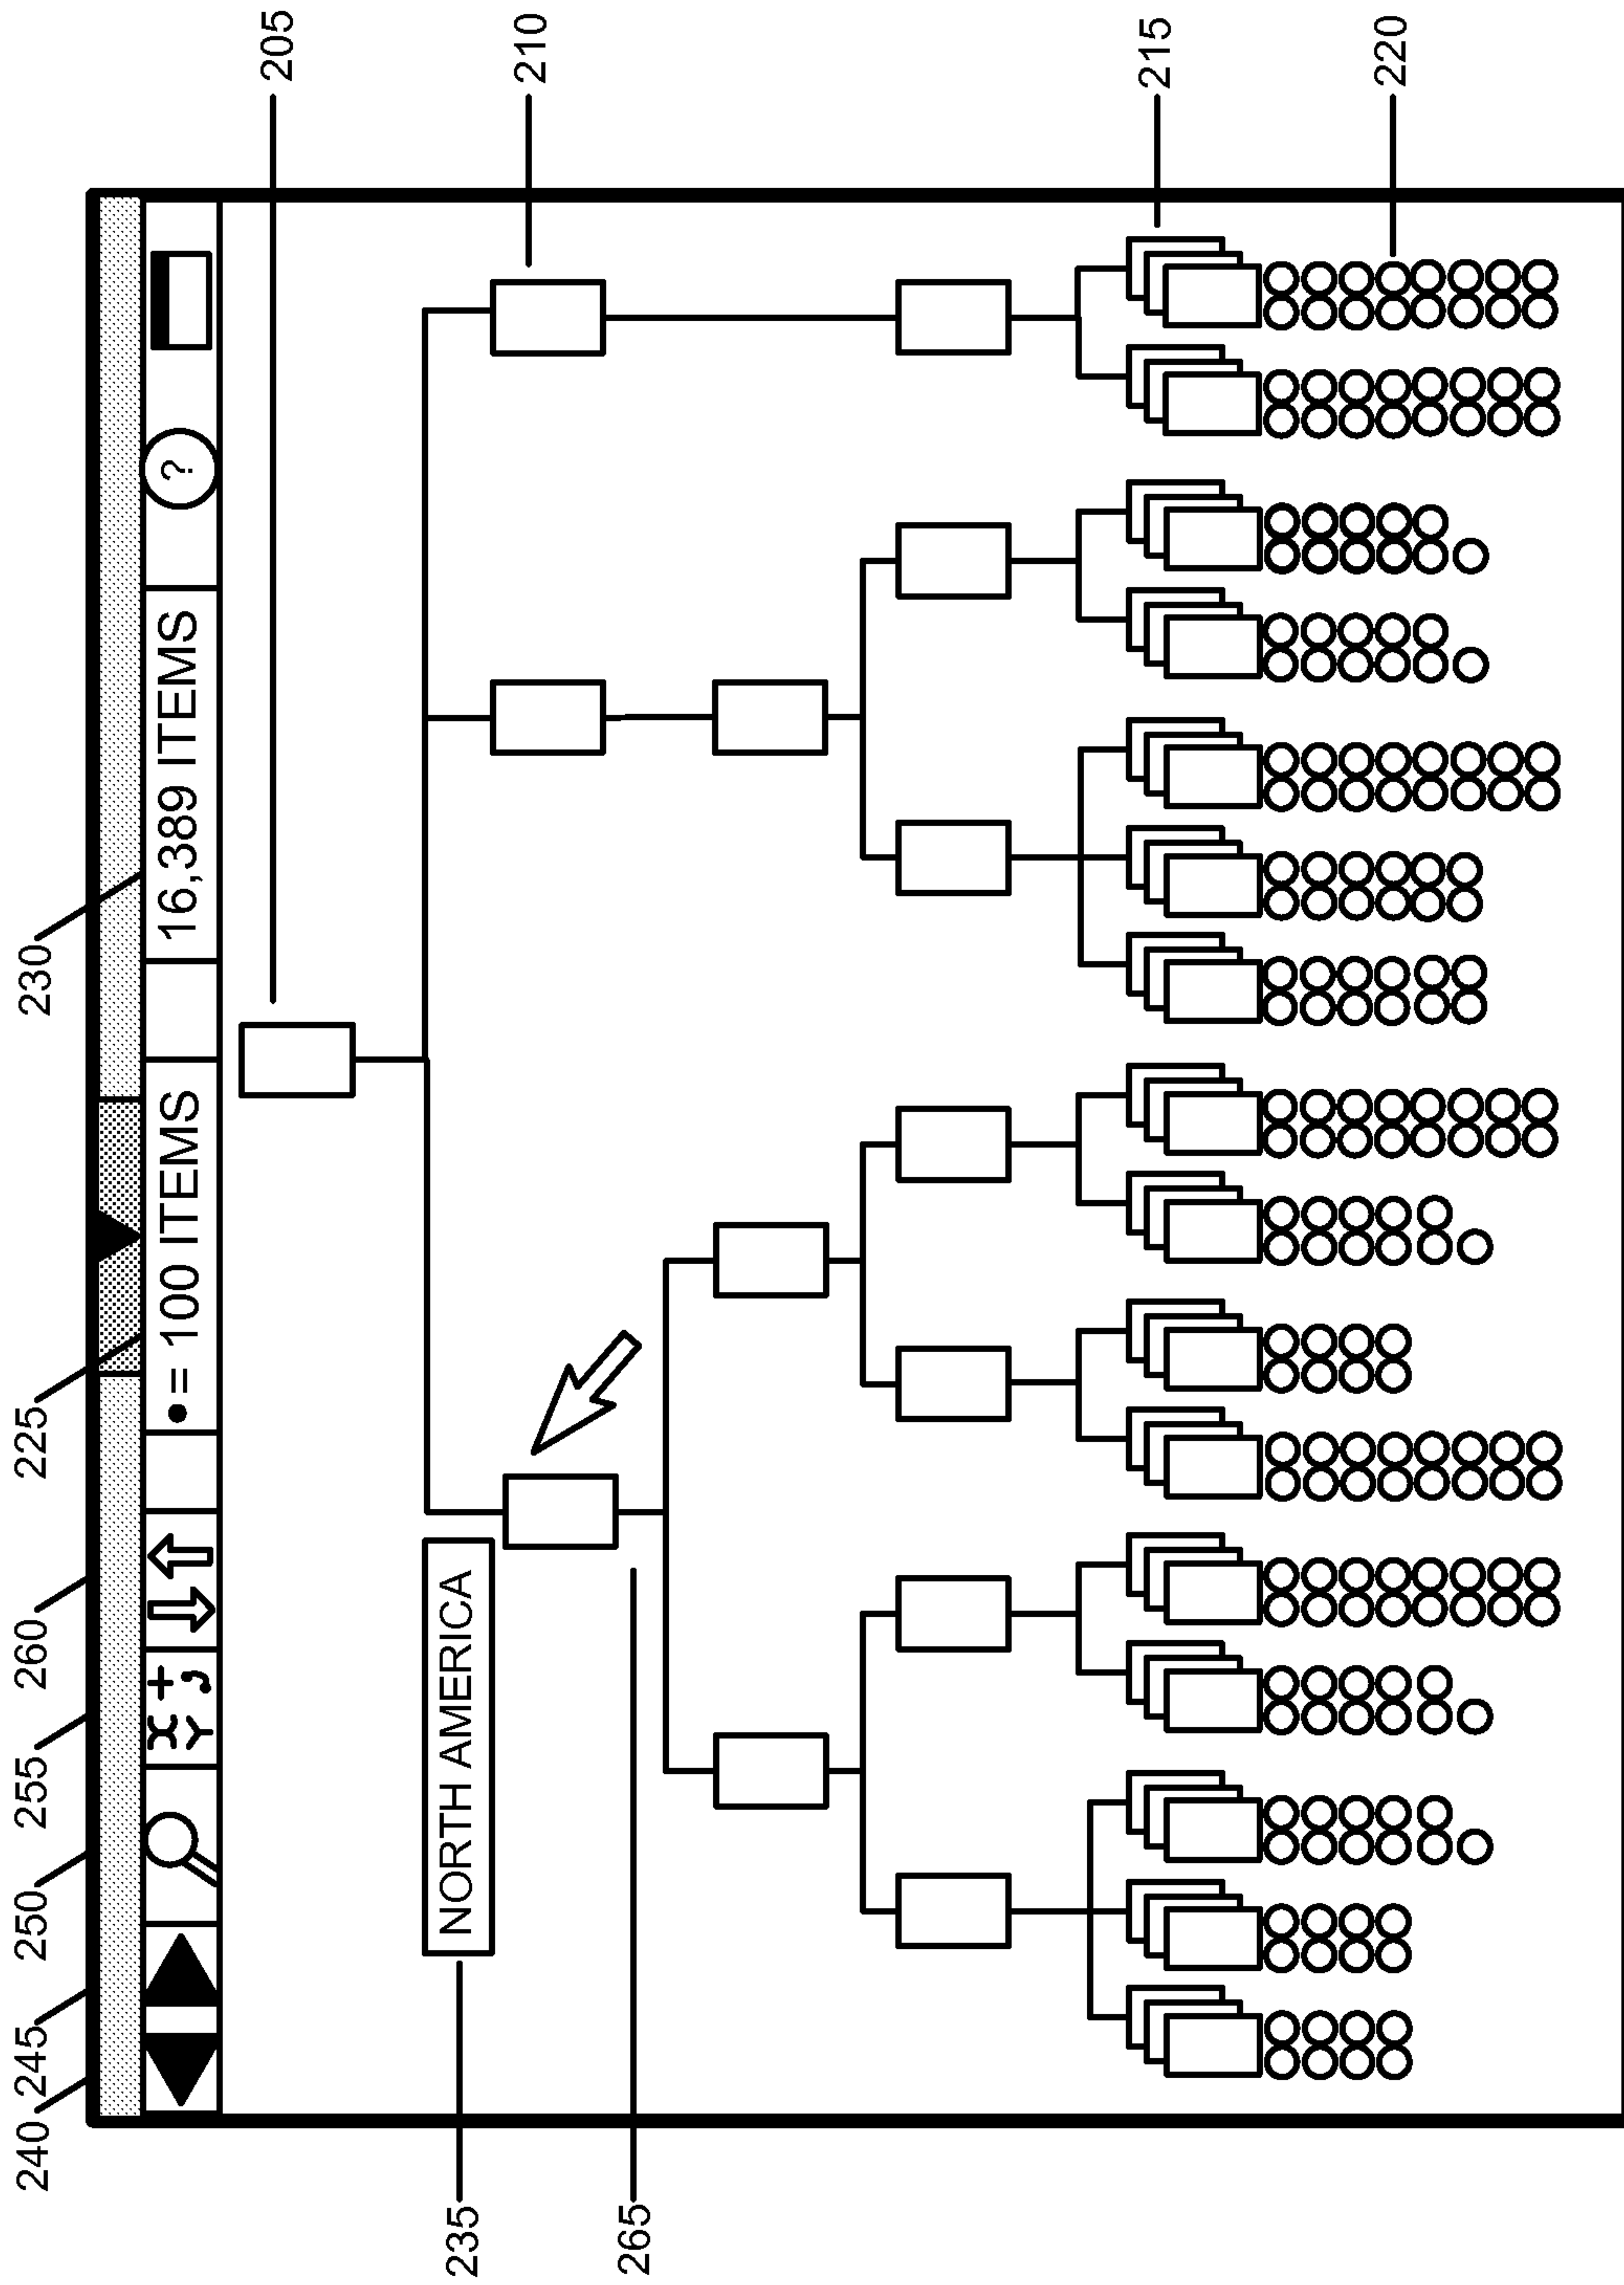 240 245 250 255 260 225 230
X + Y , • = 100 ITEMS 16,389 ITEMS ?
205
235 NORTH AMERICA
210
265
215
220